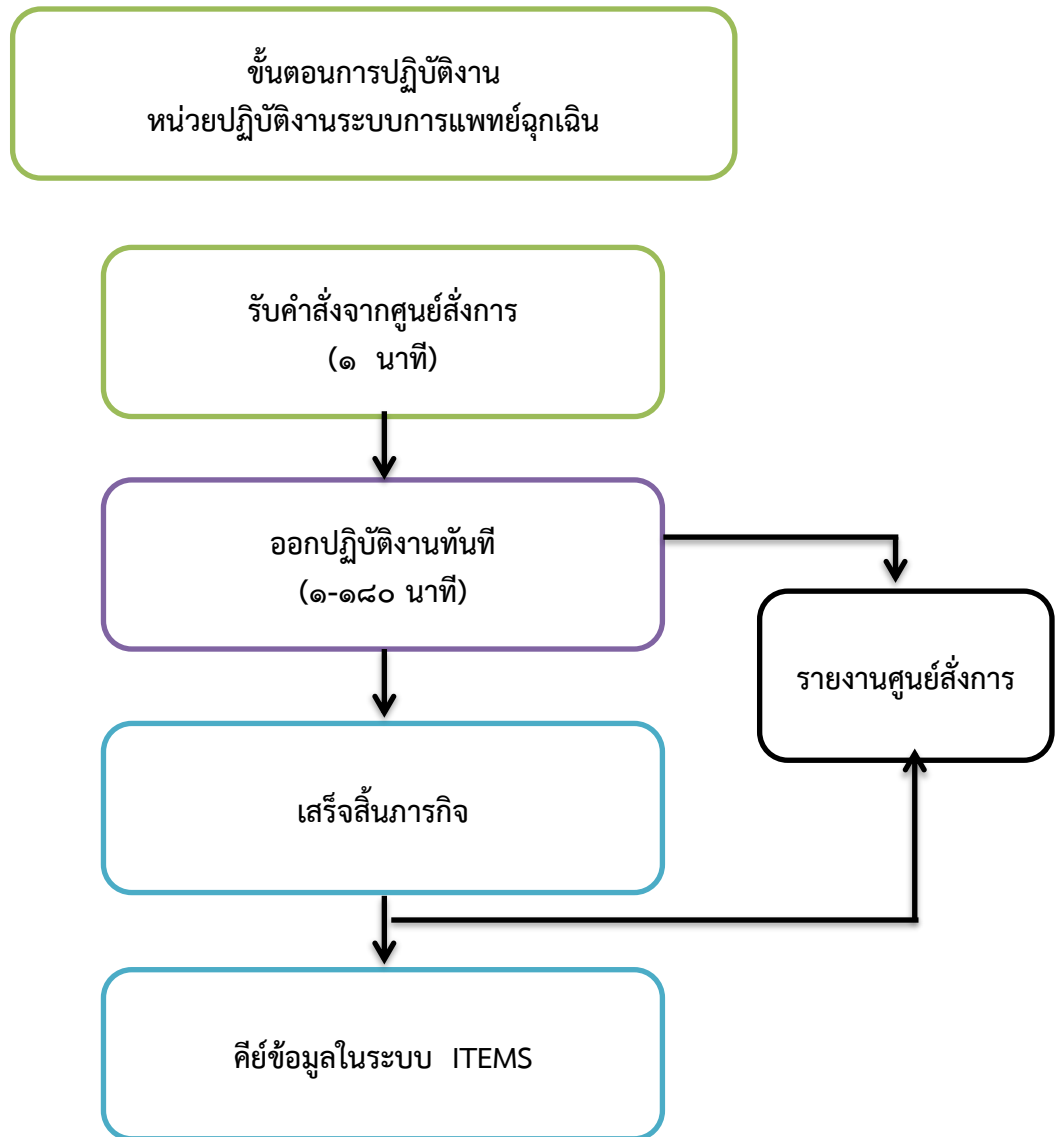 ขั้นตอนการปฏิบัติงาน
หน่วยปฏิบัติงานระบบการแพทย์ฉุกเฉิน
รับคำสั่งจากศูนย์สั่งการ
(๑ นาที)
ออกปฏิบัติงานทันที
(๑-๑๘๐ นาที)
รายงานศูนย์สั่งการ
เสร็จสิ้นภารกิจ
คีย์ข้อมูลในระบบ ITEMS